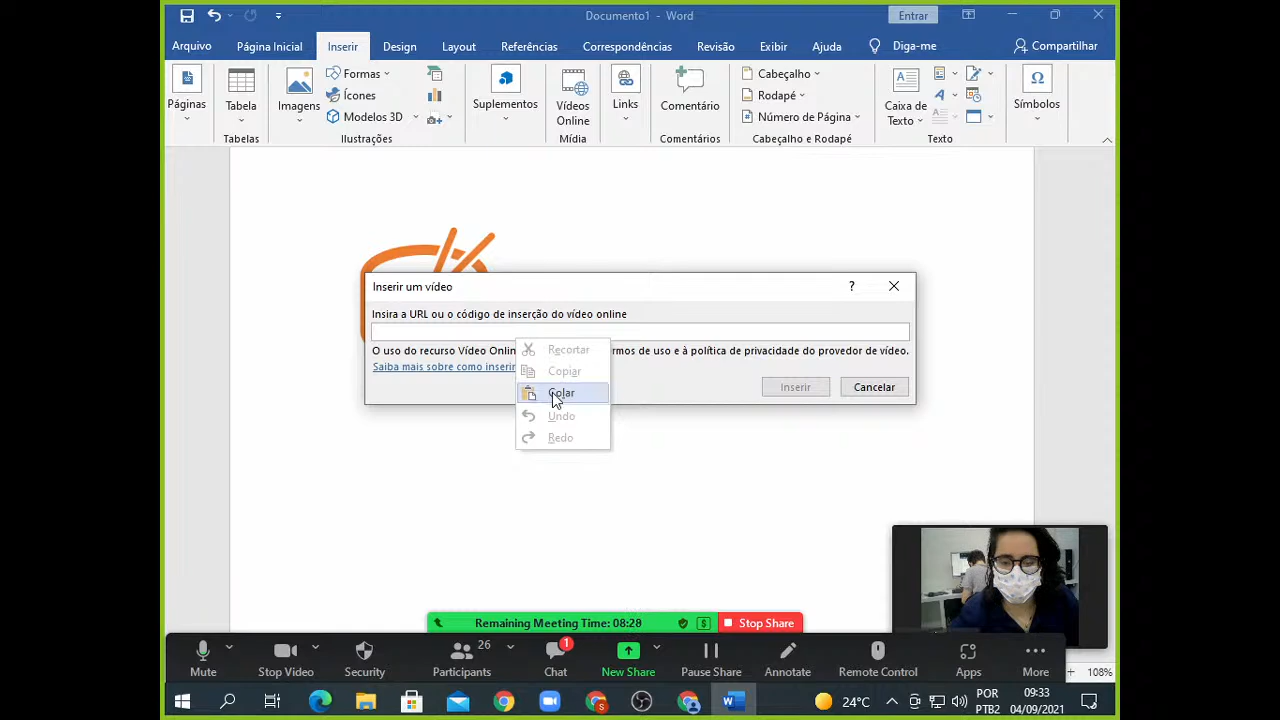 Documento1 - Word
Entrar
Arquivo
Página Inicial
Inserir
Design
Layout
Referências
Correspondências
Revisão
Exibir
Ajuda
Diga-me
Compartilhar
Páginas
Tabela
Tabelas
Imagens
Formas
Ícones
Modelos 3D
Ilustrações
Suplementos
Vídeos
Online
Mídia
Links
Comentário
Comentários
Cabeçalho
Rodapé
Número de Página
Cabeçalho e Rodapé
Caixa de
Texto
Texto
Símbolos
Inserir um vídeo
Insira a URL ou o código de inserção do vídeo online
O uso do recurso Vídeo Onlin
rmos de uso e à política de privacidade do provedor de vídeo.
Saiba mais sobre como inserir
Inserir
Cancelar
Recortar
Copiar
Colar
Undo
Redo
Remaining Meeting Time: 08:28
Stop Share
Mute
Stop Video
Security
26
Participants
1
Chat
New Share
Pause Share
Annotate
Remote Control
Apps
More
108%
24°C
POR
PTB2
09:33
04/09/2021